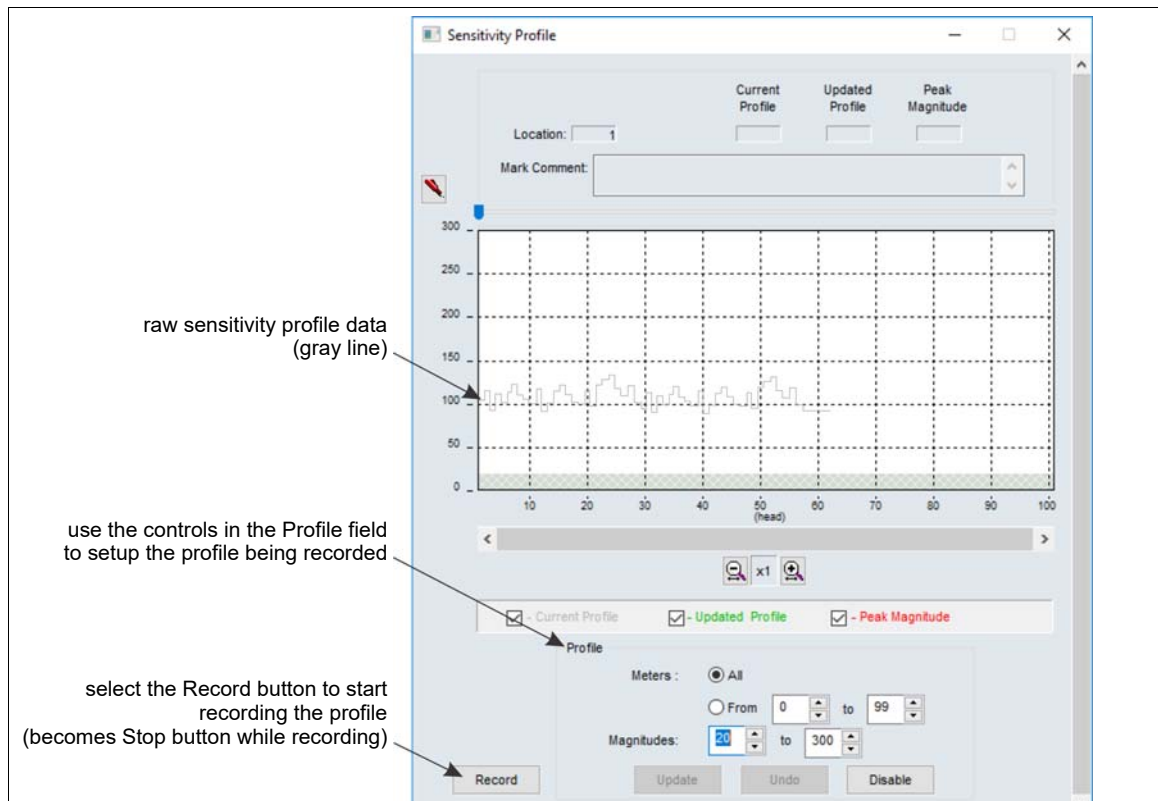 Sensitivity Profile
Current Profile
Updated Profile
Peak Magnitude
Location: 1
Mark Comment:
300
250
200
150
100
50
0
10 20 30 40 50 60 70 80 90 100
(head)
raw sensitivity profile data
(gray line)
x1
- Current Profile - Updated Profile - Peak Magnitude
use the controls in the Profile field
to setup the profile being recorded
Profile
Meters : All
From 0 to 99
Magnitudes: 20 to 300
select the Record button to start
recording the profile
(becomes Stop button while recording)
Record Update Undo Disable